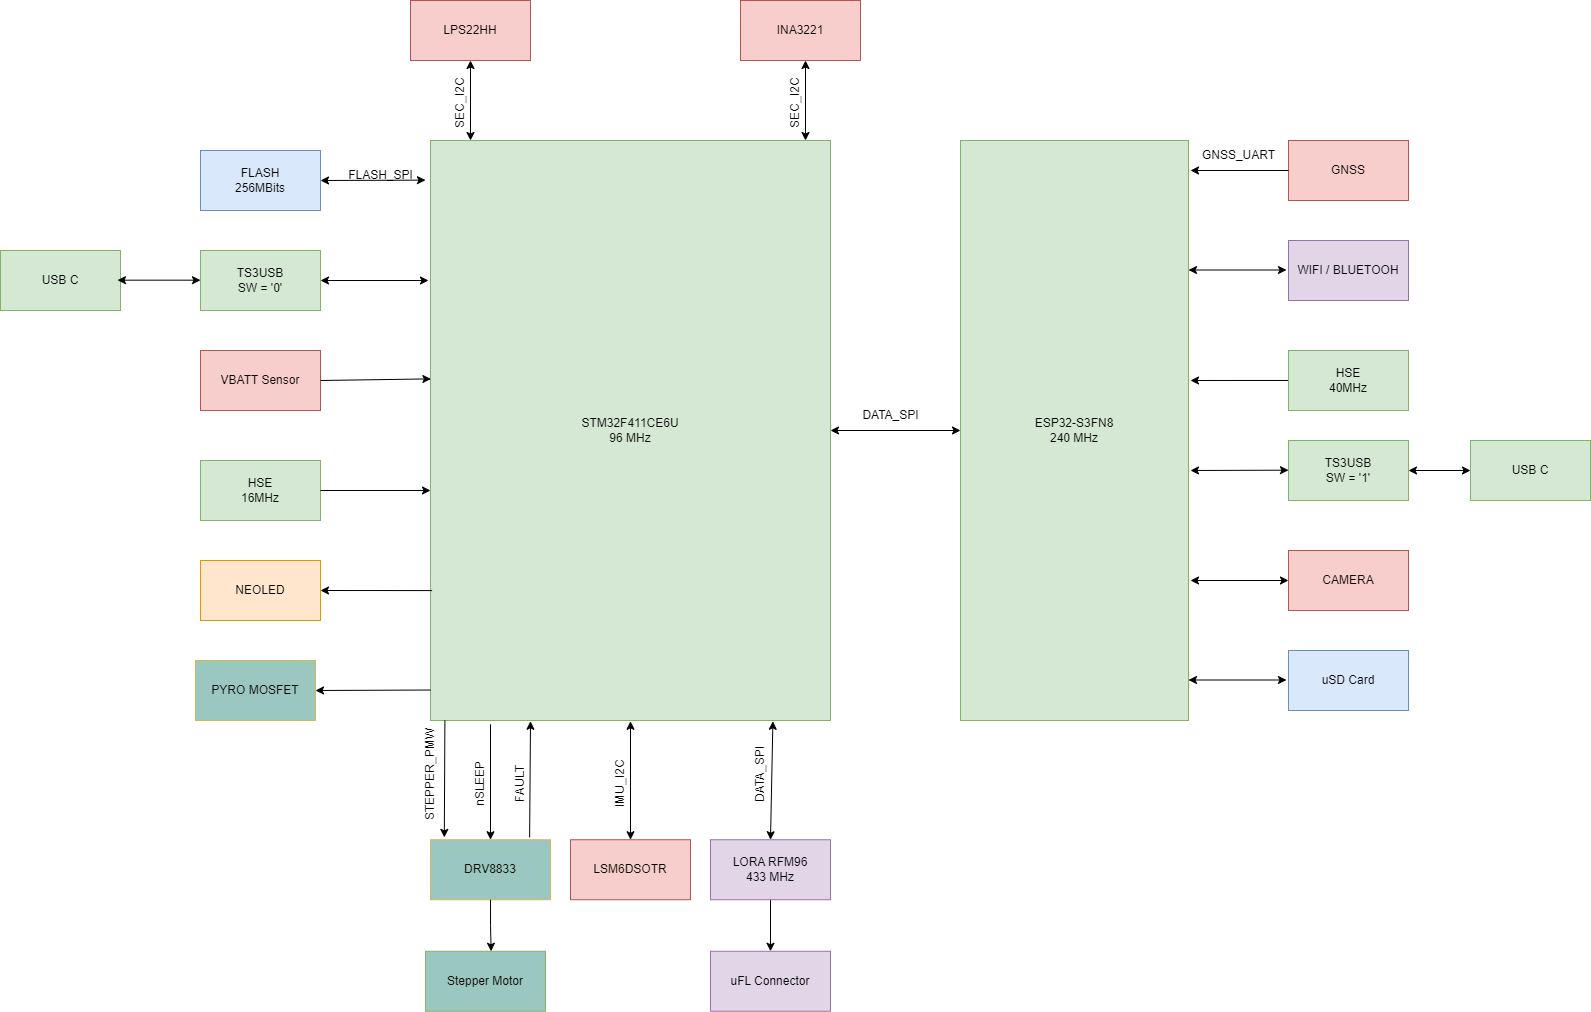 LPS22HH
INA3221
SEC_I2C
SEC_I2C
FLASH
256MBits
FLASH_SPI
GNSS_UART
GNSS
USB C
TS3USB
SW = '0'
WIFI / BLUETOOH
VBATT Sensor
HSE
40MHz
STM32F411CE6U
96 MHz
DATA_SPI
ESP32-S3FN8
240 MHz
TS3USB
SW = '1'
USB C
HSE
16MHz
NEOLED
CAMERA
PYRO MOSFET
uSD Card
STEPPER_PMW
nSLEEP
FAULT
IMU_I2C
DATA_SPI
DRV8833
LSM6DSOTR
LORA RFM96
433 MHz
Stepper Motor
uFL Connector